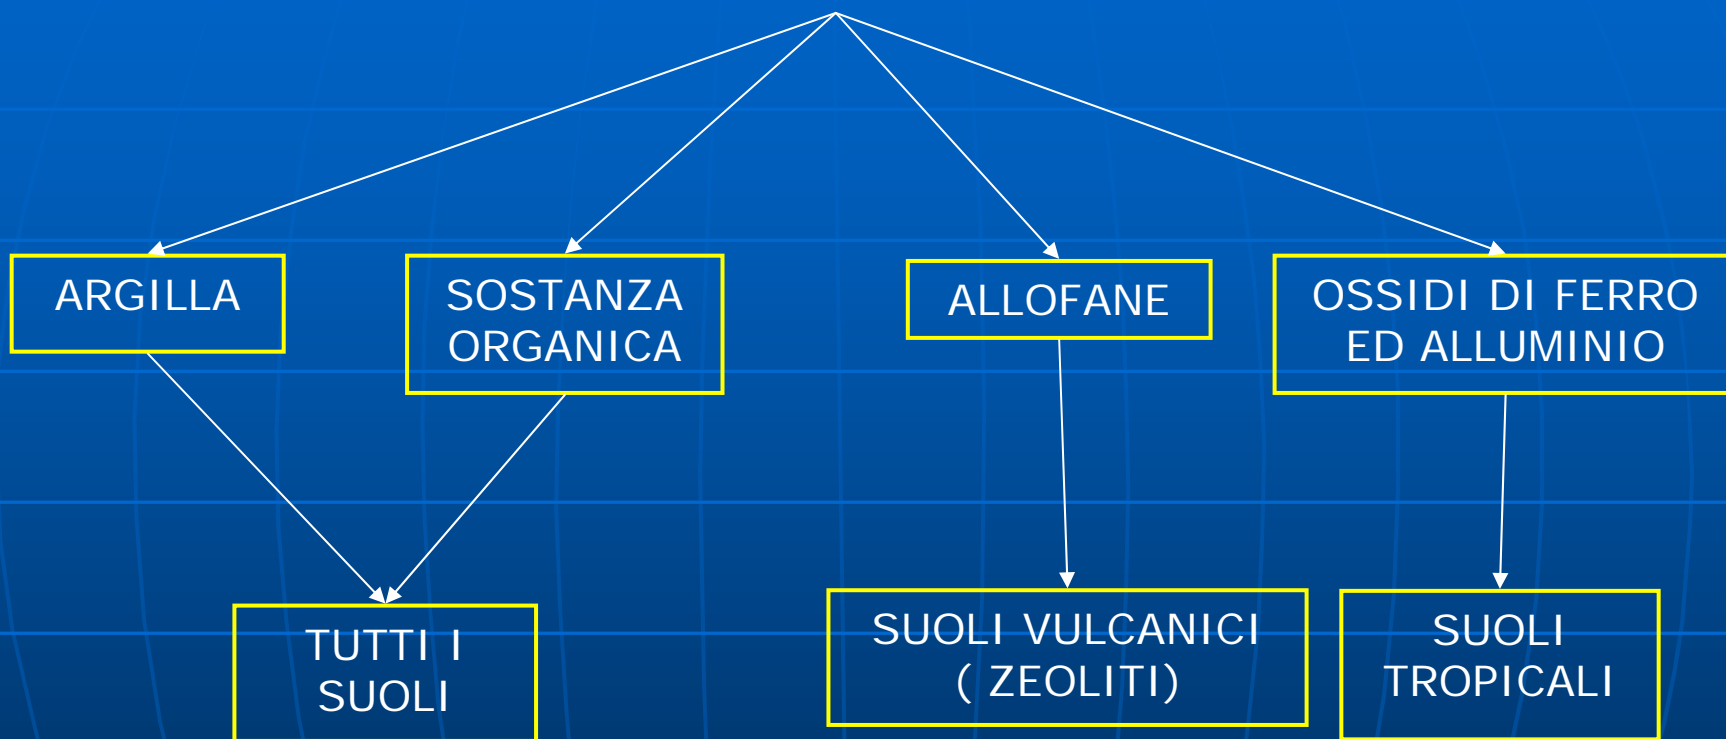 ARGILLA
SOSTANZA
ORGANICA
ALLOFANE
OSSIDI DI FERRO
ED ALLUMINIO
TUTTI I
SUOLI
SUOLI VULCANICI
( ZEOLITI)
SUOLI
TROPICALI